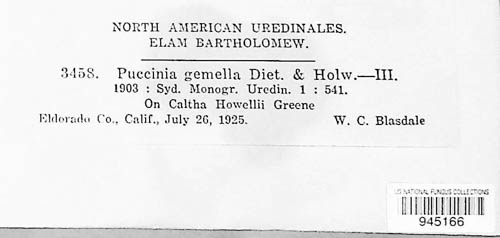 NORTH AMERICAN UREDINALES.
ELAM BARTHOLOMEW.
3458. Puccinia gemella Diet. & Holw.—III.
1903 : Syd. Monogr. Uredin. 1 : 541.
On Caltha Howellii Greene
Eldorado Co., Calif., July 26, 1925. W. C. Blasdale
US NATIONAL FUNGUS COLLECTIONS
945166